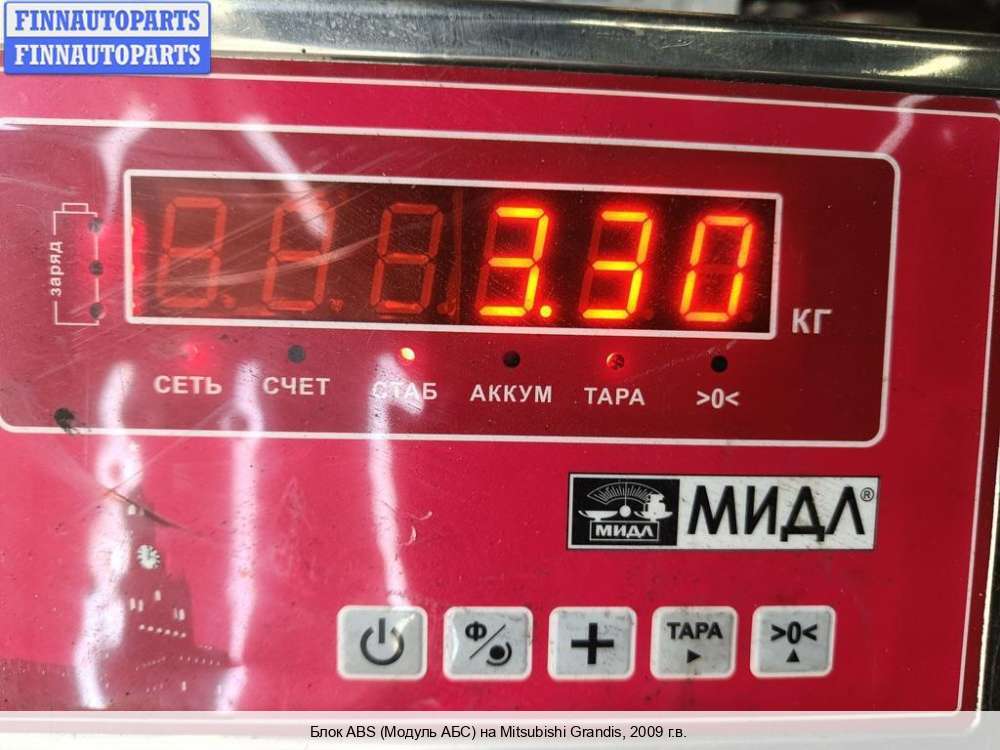 FINNAUTOPARTS
FINNAUTOPARTS
заряд
3.30
КГ
СЕТЬ СЧЕТ СТАБ АККУМ ТАРА >0<
МИДЛ МИДЛ®
Ф ТАРА >0<
Блок ABS (Модуль АБС) на Mitsubishi Grandis, 2009 г.в.